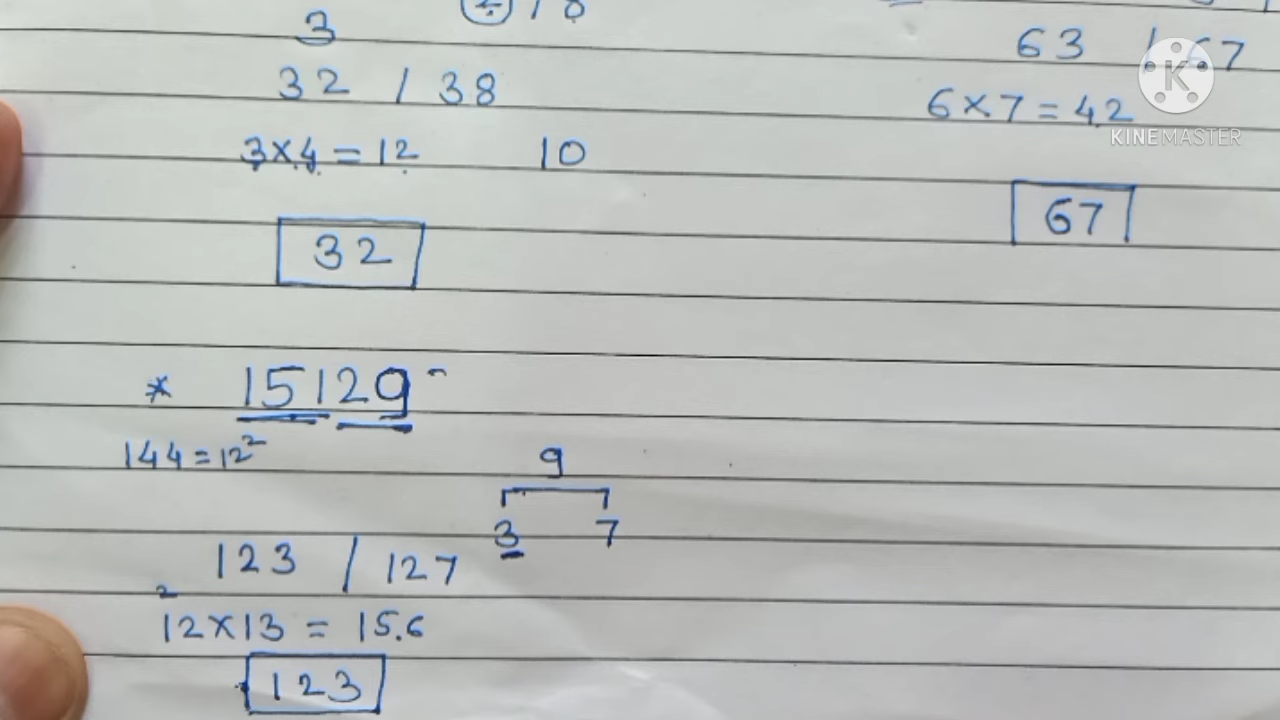 3
32 / 38
3×4 = 12 10
32
63 / 67
6×7 = 42
KINEMASTER
67
* 15129
144 = 12²
9
3 7
123 / 127
12×13 = 15.6
123